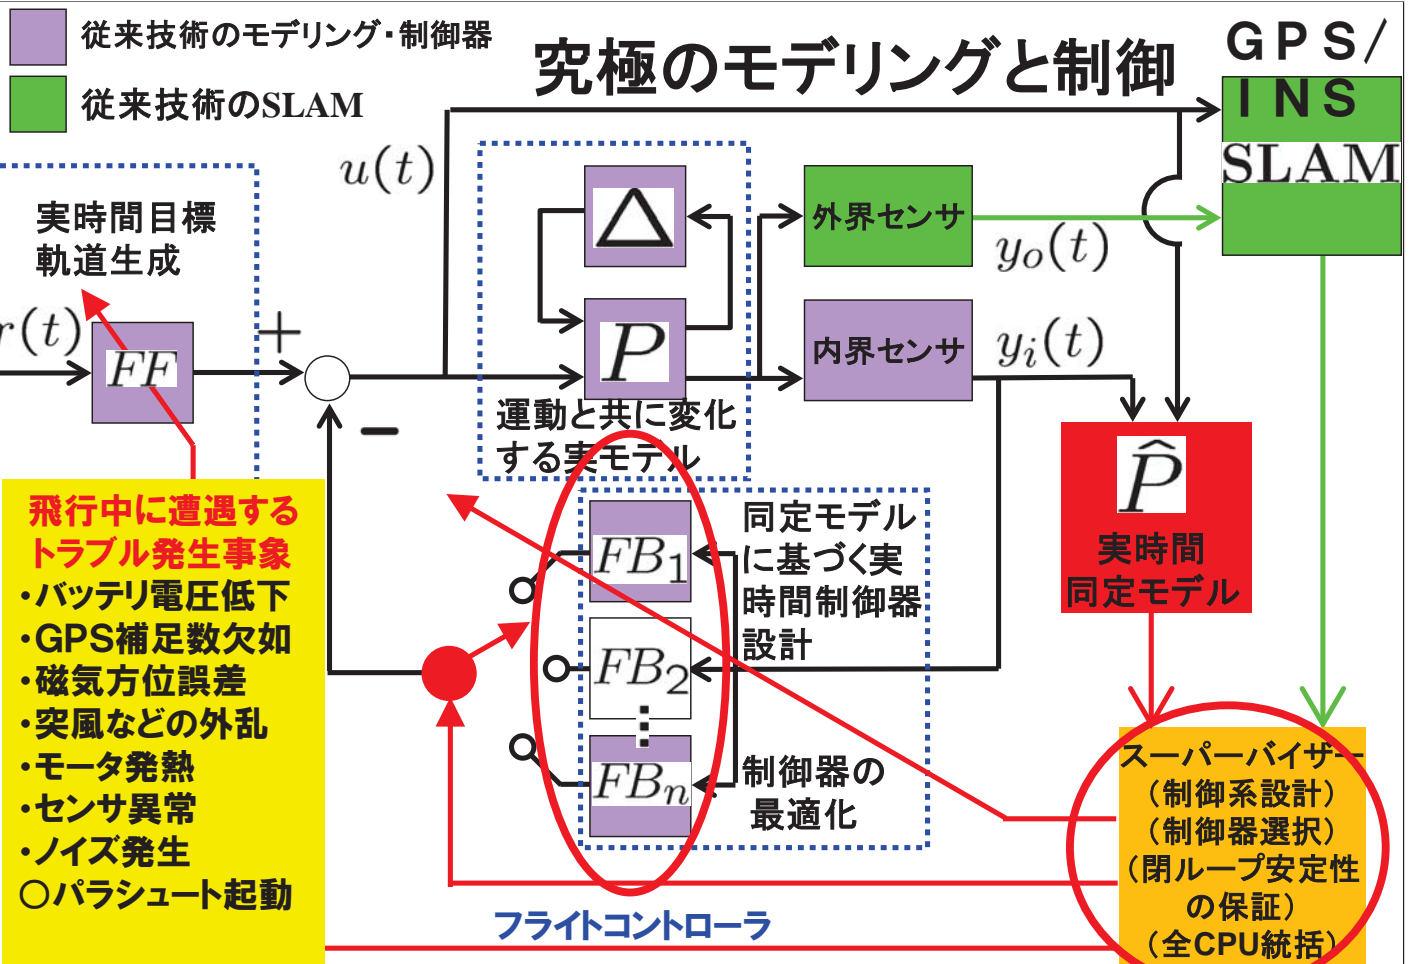 従来技術のモデリング・制御器
従来技術のSLAM
究極のモデリングと制御
GPS/
INS
SLAM
u(t)
実時間目標
軌道生成
r(t)
FF
+
−
△
P
運動と共に変化
する実モデル
外界センサ
y_o(t)
内界センサ
y_i(t)
P̂
実時間
同定モデル
飛行中に遭遇する
トラブル発生事象
・バッテリ電圧低下
・GPS補足数欠如
・磁気方位誤差
・突風などの外乱
・モータ発熱
・センサ異常
・ノイズ発生
○パラシュート起動
FB₁
FB₂
⋮
FBₙ
同定モデル
に基づく実
時間制御器
設計
制御器の
最適化
フライトコントローラ
スーパーバイザー
（制御系設計）
（制御器選択）
（閉ループ安定性
の保証）
（全CPU統括）